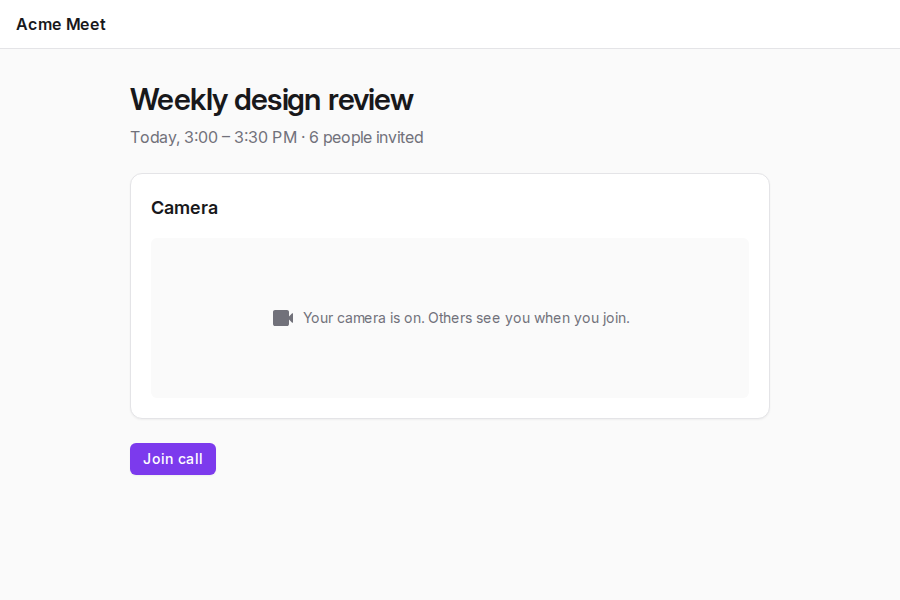 Acme Meet
Weekly design review
Today, 3:00 – 3:30 PM · 6 people invited
Camera
Your camera is on. Others see you when you join.
Join call